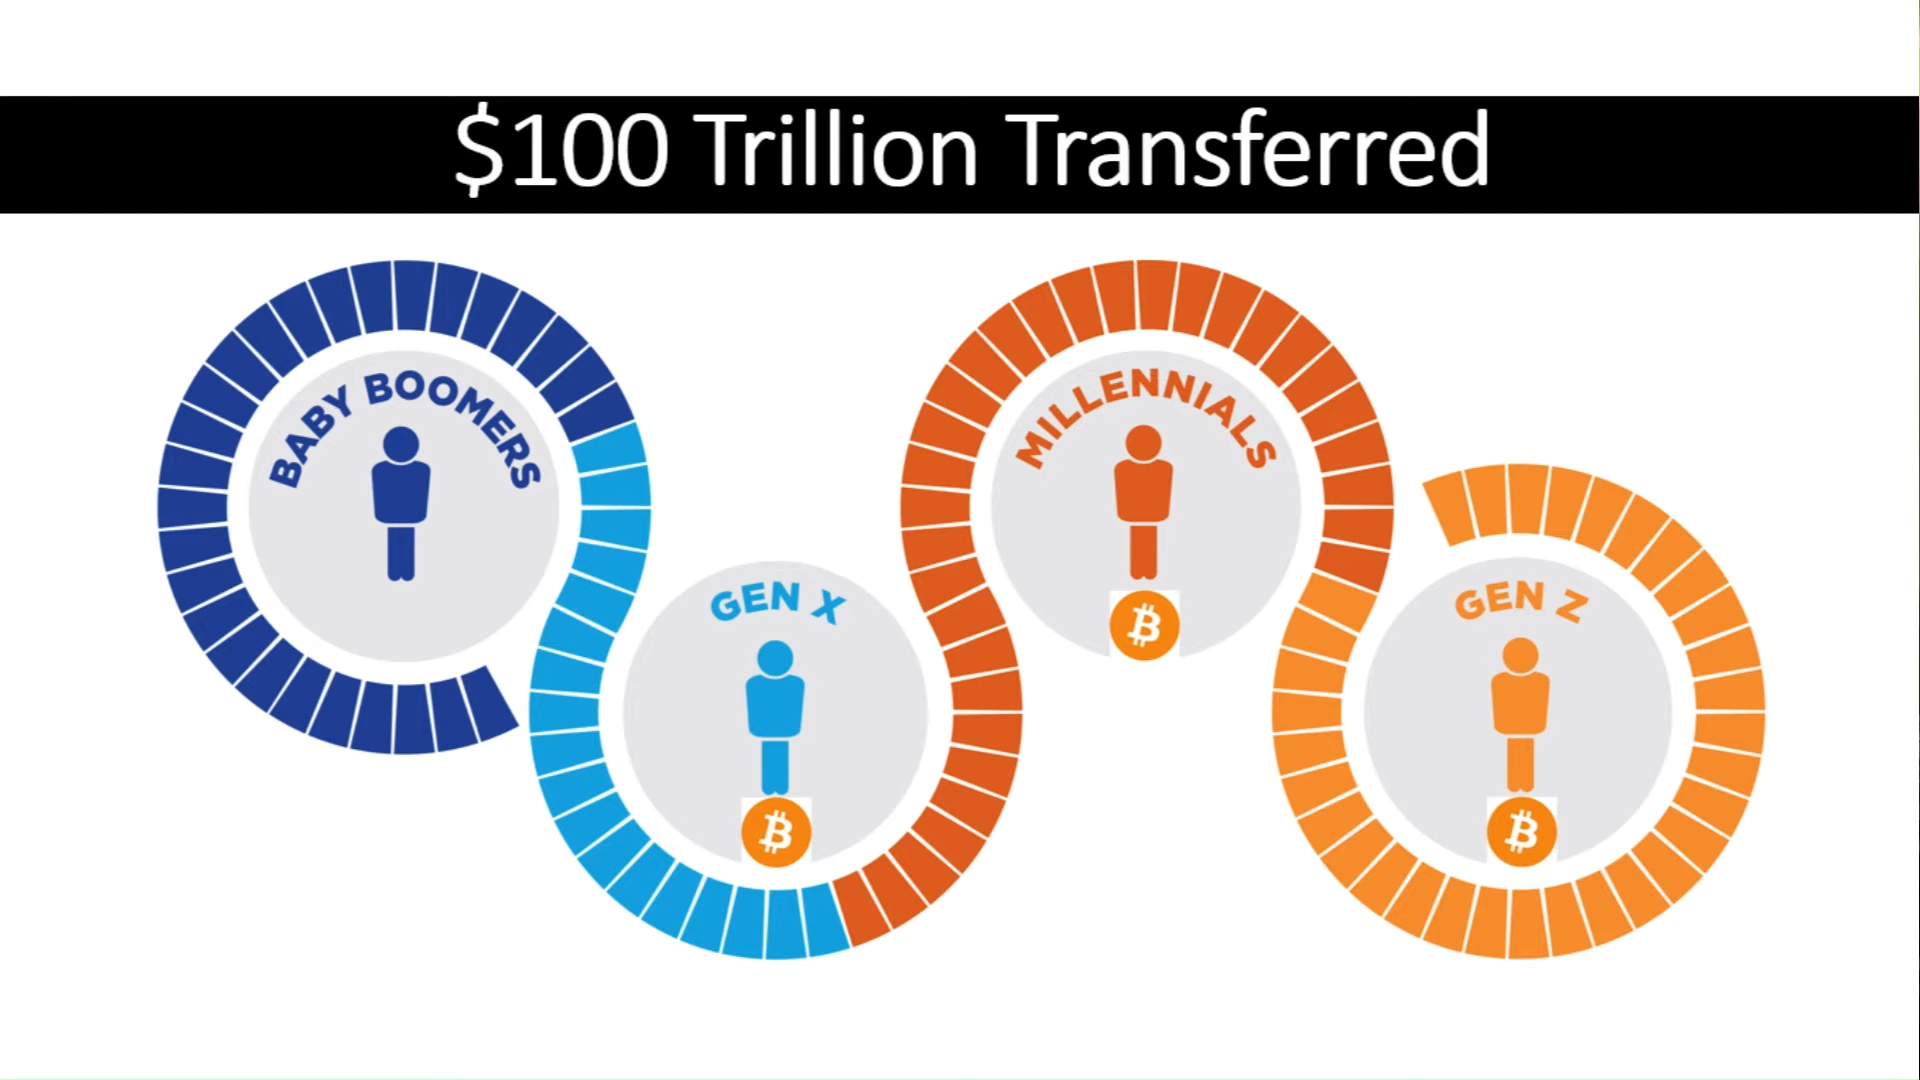 $100 Trillion Transferred
BABY BOOMERS
GEN X
MILLENNIALS
GEN Z